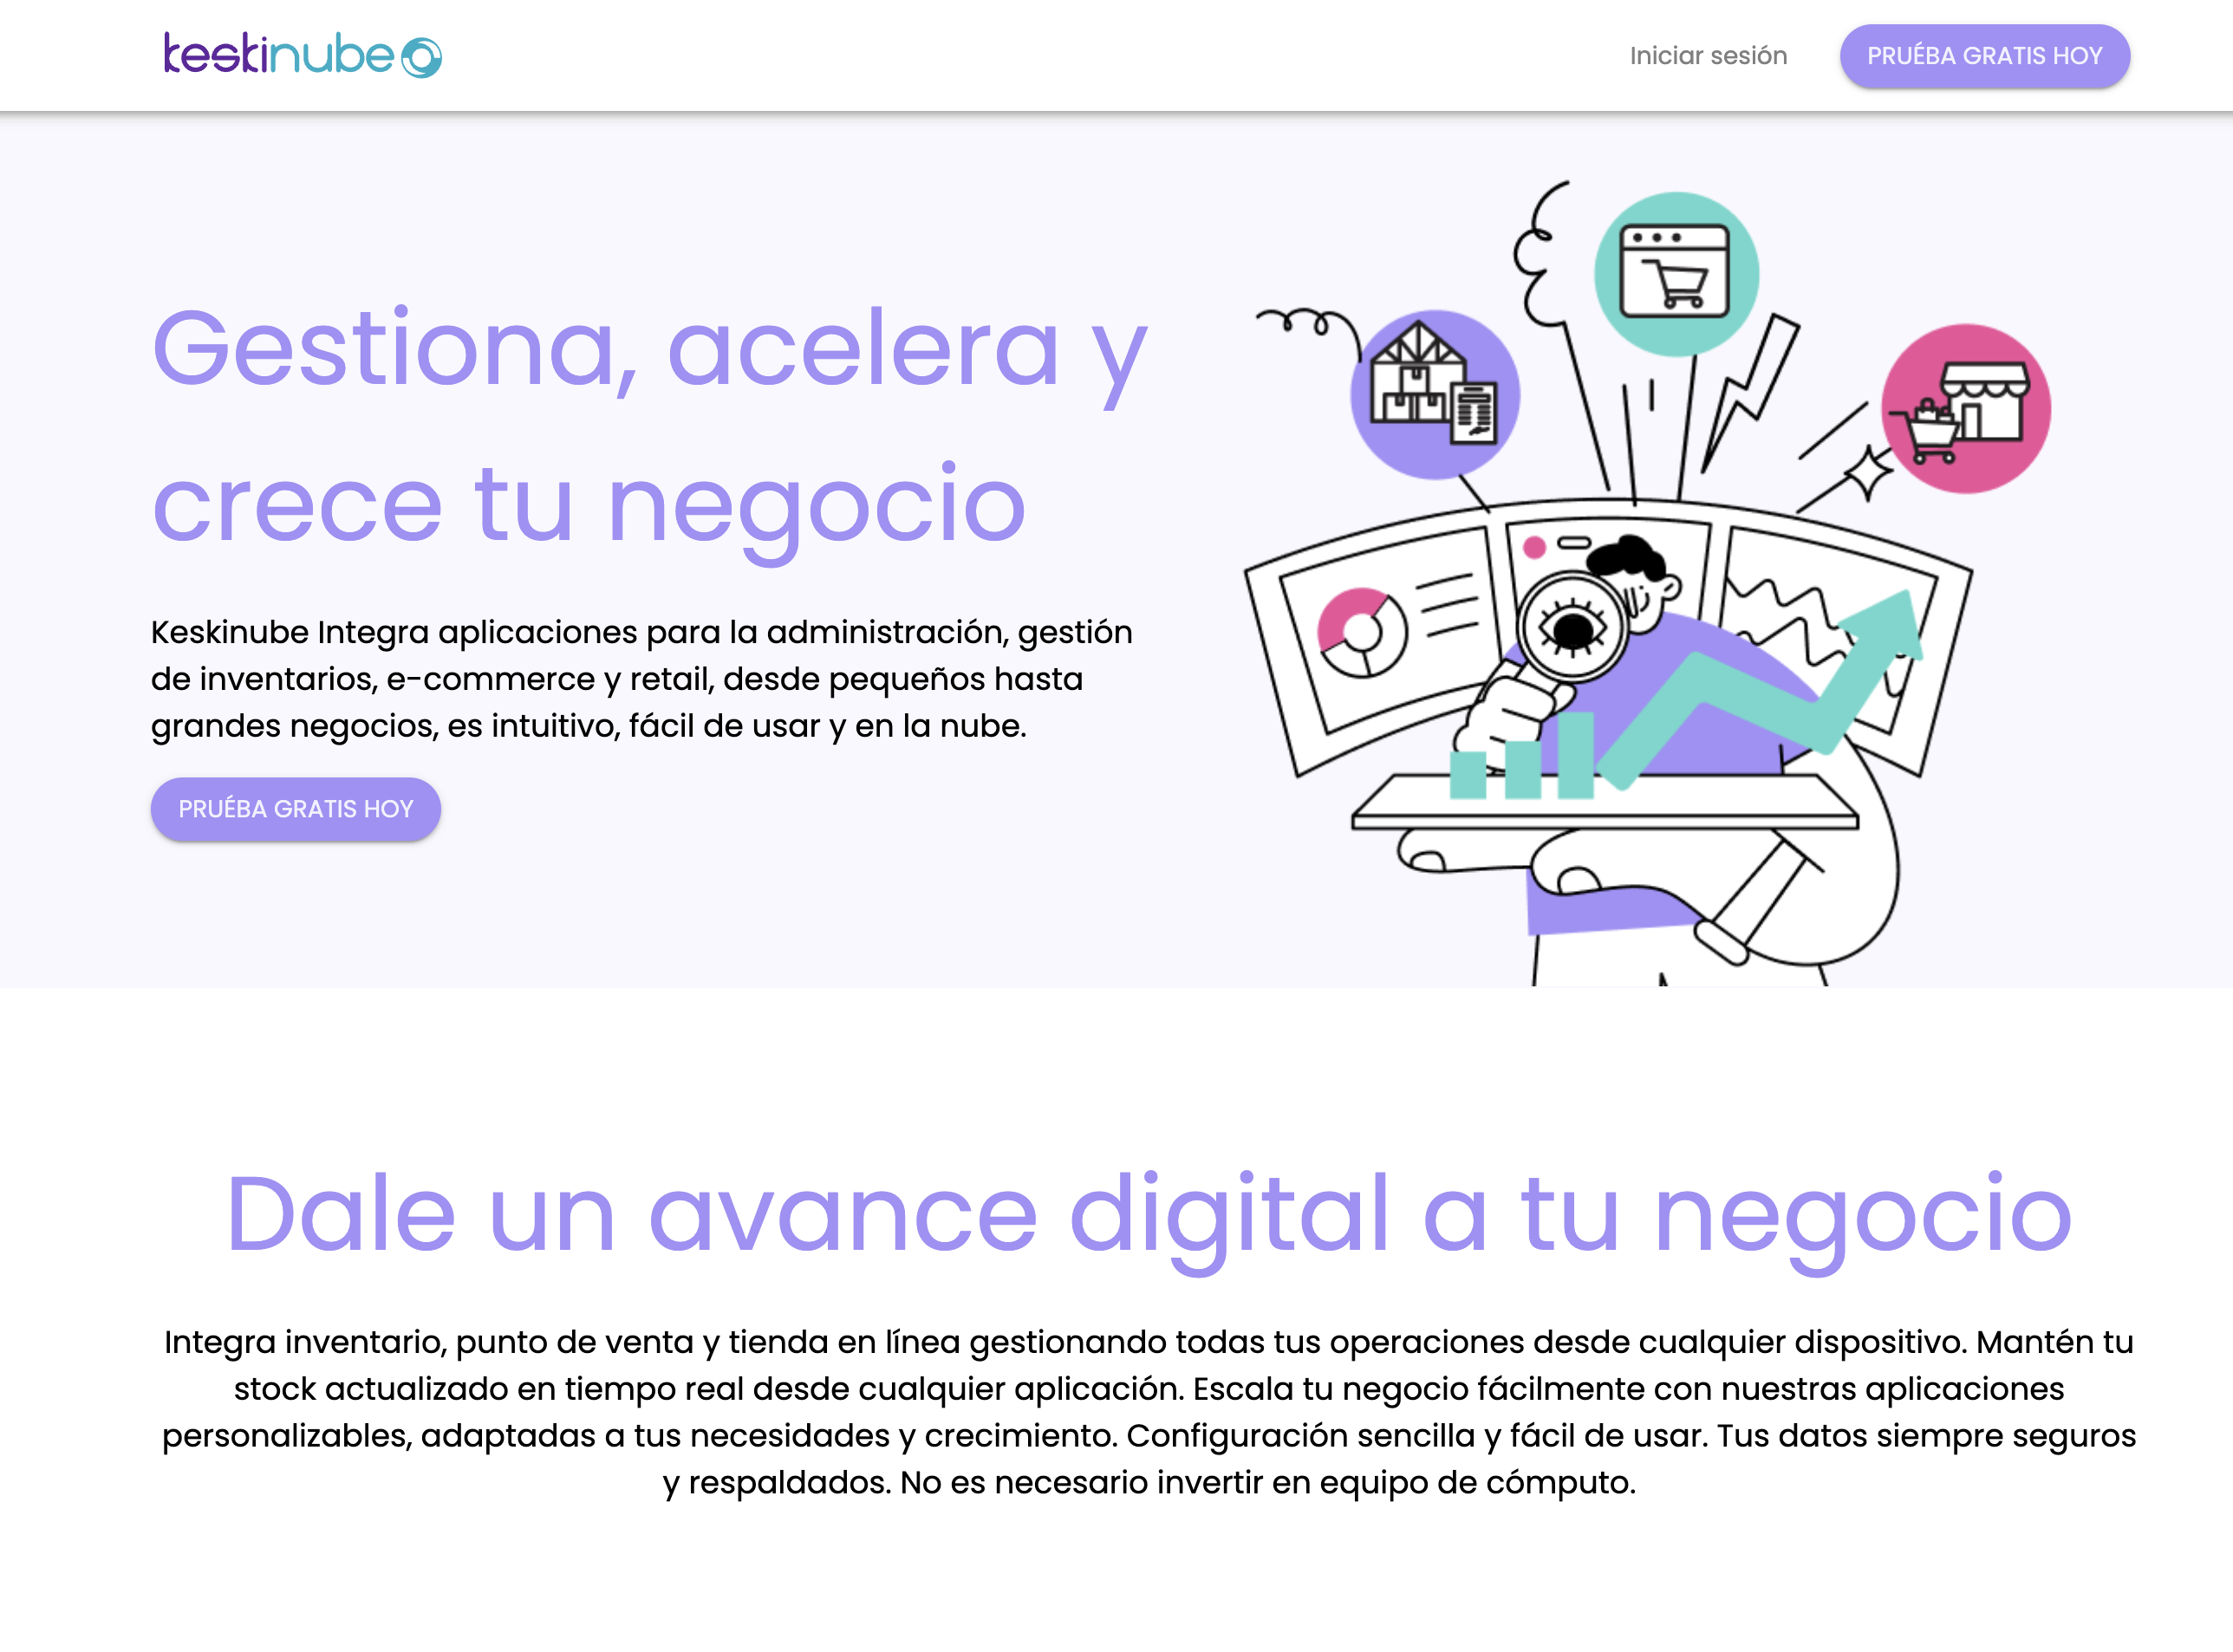 keskinube
Iniciar sesión
PRUÉBA GRATIS HOY
Gestiona, acelera y
crece tu negocio
Keskinube Integra aplicaciones para la administración, gestión
de inventarios, e-commerce y retail, desde pequeños hasta
grandes negocios, es intuitivo, fácil de usar y en la nube.
PRUÉBA GRATIS HOY
Dale un avance digital a tu negocio
Integra inventario, punto de venta y tienda en línea gestionando todas tus operaciones desde cualquier dispositivo. Mantén tu
stock actualizado en tiempo real desde cualquier aplicación. Escala tu negocio fácilmente con nuestras aplicaciones
personalizables, adaptadas a tus necesidades y crecimiento. Configuración sencilla y fácil de usar. Tus datos siempre seguros
y respaldados. No es necesario invertir en equipo de cómputo.